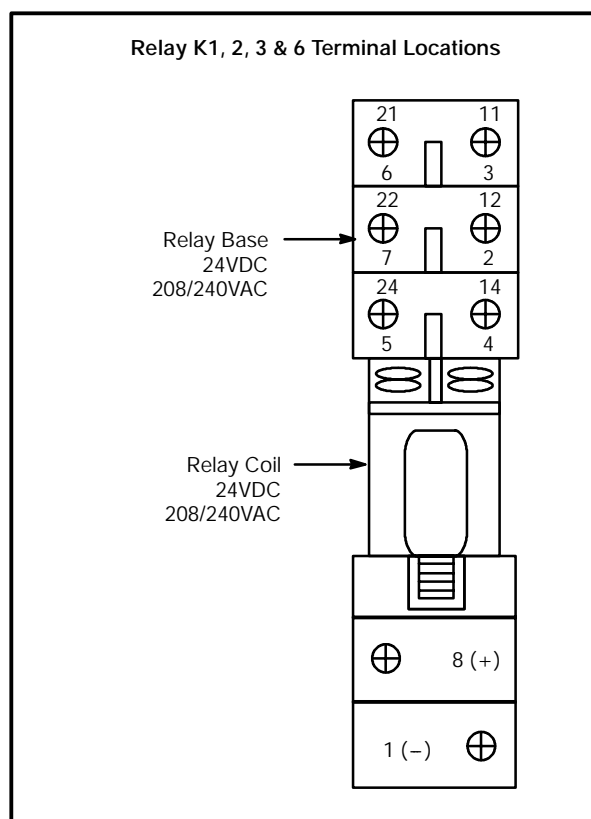 Relay K1, 2, 3 & 6 Terminal Locations
21 11
6 3
22 12
7 2
24 14
5 4
Relay Base
24VDC
208/240VAC
Relay Coil
24VDC
208/240VAC
8 (+)
1 (−)